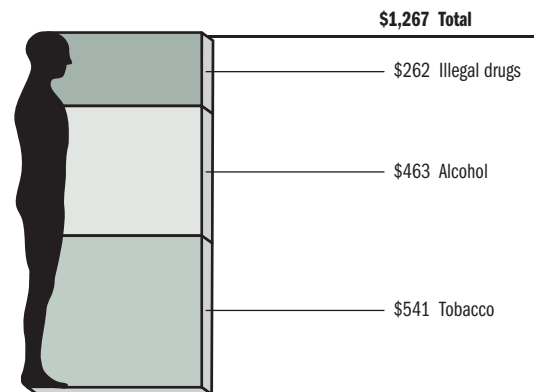 $1,267 Total
$262 Illegal drugs
$463 Alcohol
$541 Tobacco